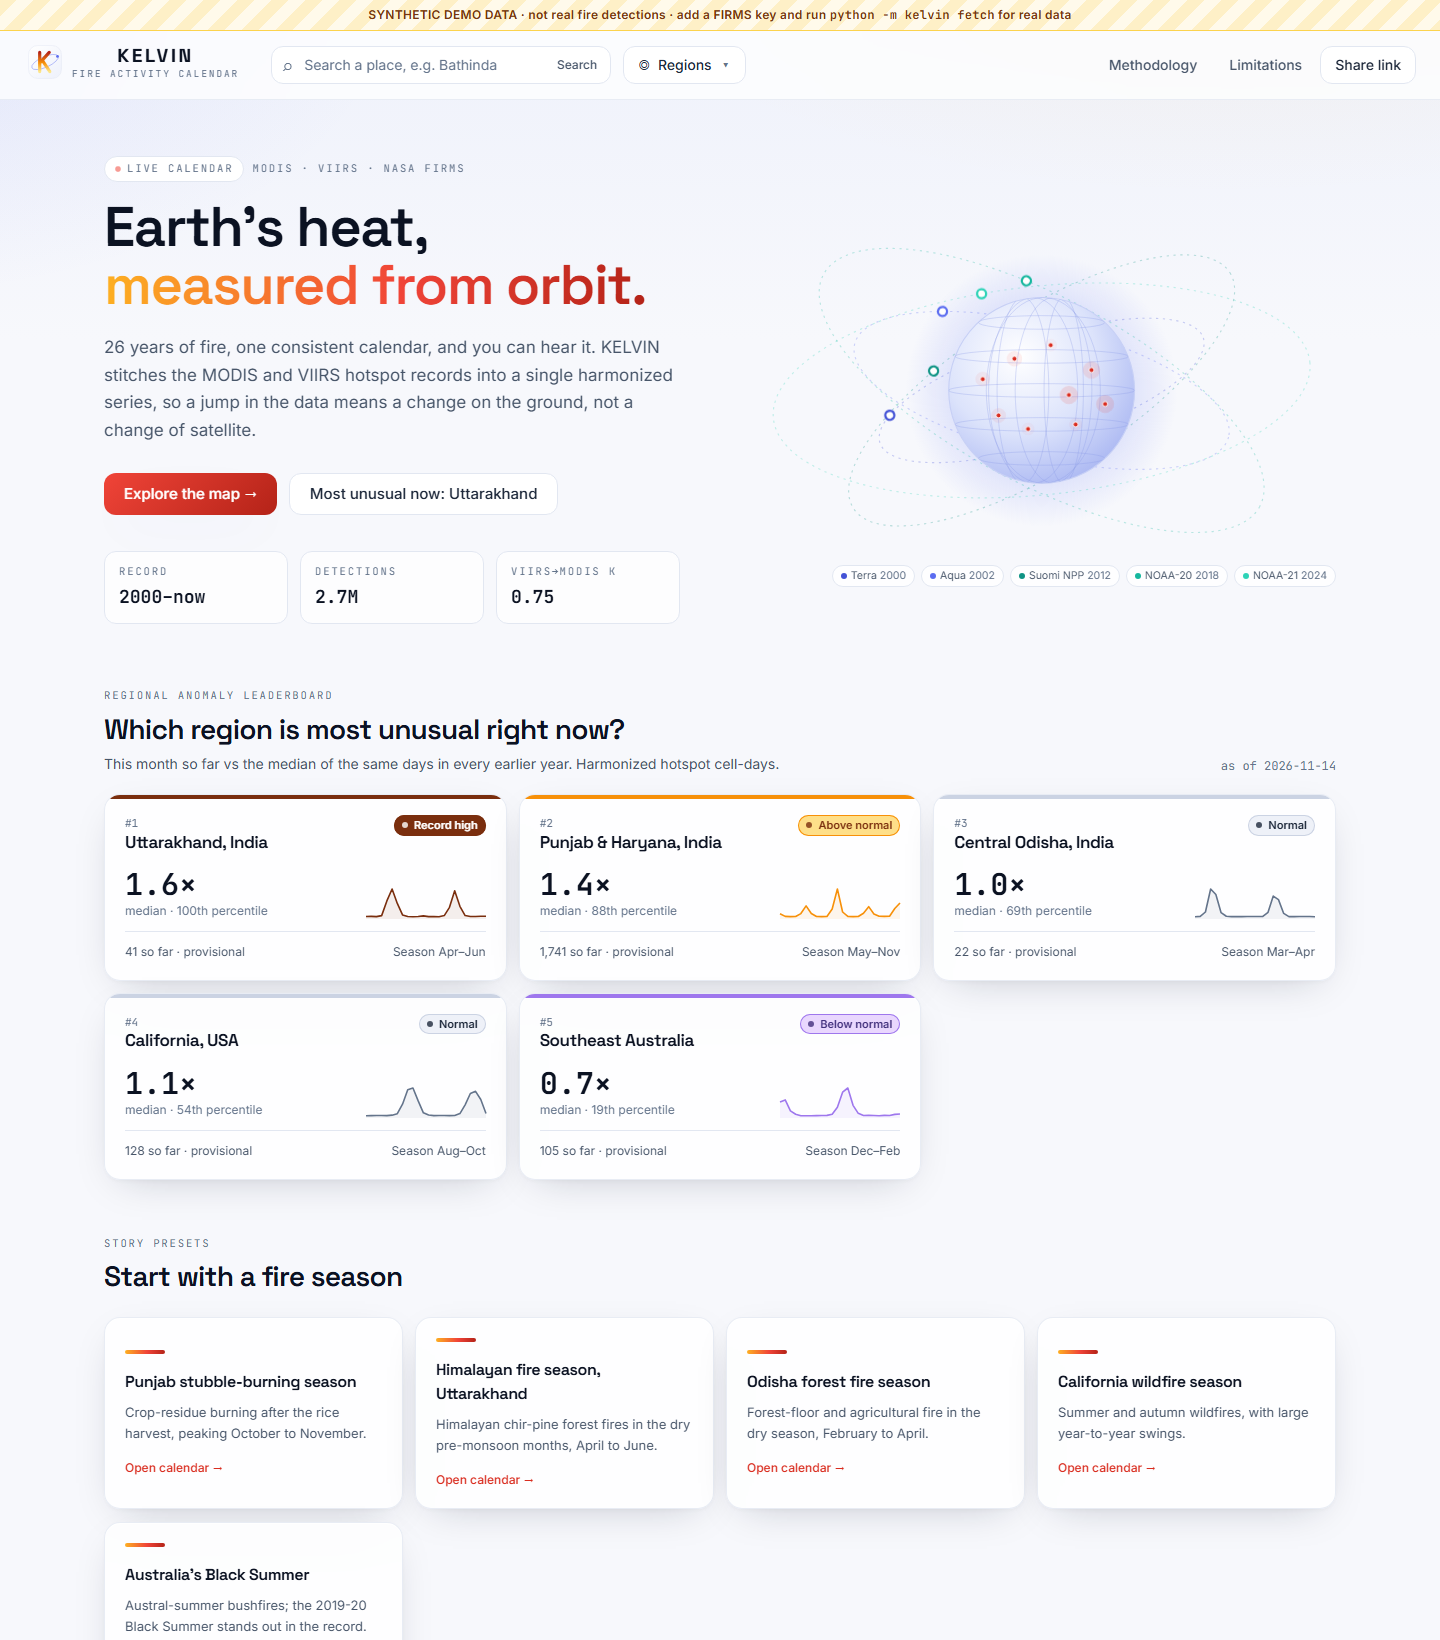 SYNTHETIC DEMO DATA · not real fire detections · add a FIRMS key and run python -m kelvin fetch for real data
KELVIN
FIRE ACTIVITY CALENDAR
Search a place, e.g. Bathinda
Search
Regions
Methodology
Limitations
Share link
LIVE CALENDAR
MODIS · VIIRS · NASA FIRMS
Earth’s heat,
measured from orbit.
26 years of fire, one consistent calendar, and you can hear it. KELVIN
stitches the MODIS and VIIRS hotspot records into a single harmonized
series, so a jump in the data means a change on the ground, not a
change of satellite.
Explore the map →
Most unusual now: Uttarakhand
RECORD
2000–now
DETECTIONS
2.7M
VIIRS→MODIS K
0.75
Terra 2000
Aqua 2002
Suomi NPP 2012
NOAA-20 2018
NOAA-21 2024
REGIONAL ANOMALY LEADERBOARD
Which region is most unusual right now?
This month so far vs the median of the same days in every earlier year. Harmonized hotspot cell-days.
as of 2026-11-14
#1
Uttarakhand, India
Record high
1.6×
median · 100th percentile
41 so far · provisional
Season Apr–Jun
#2
Punjab & Haryana, India
Above normal
1.4×
median · 88th percentile
1,741 so far · provisional
Season May–Nov
#3
Central Odisha, India
Normal
1.0×
median · 69th percentile
22 so far · provisional
Season Mar–Apr
#4
California, USA
Normal
1.1×
median · 54th percentile
128 so far · provisional
Season Aug–Oct
#5
Southeast Australia
Below normal
0.7×
median · 19th percentile
105 so far · provisional
Season Dec–Feb
STORY PRESETS
Start with a fire season
Punjab stubble-burning season
Crop-residue burning after the rice
harvest, peaking October to November.
Open calendar →
Himalayan fire season,
Uttarakhand
Himalayan chir-pine forest fires in the dry
pre-monsoon months, April to June.
Open calendar →
Odisha forest fire season
Forest-floor and agricultural fire in the
dry season, February to April.
Open calendar →
California wildfire season
Summer and autumn wildfires, with large
year-to-year swings.
Open calendar →
Australia’s Black Summer
Austral-summer bushfires; the 2019-20
Black Summer stands out in the record.